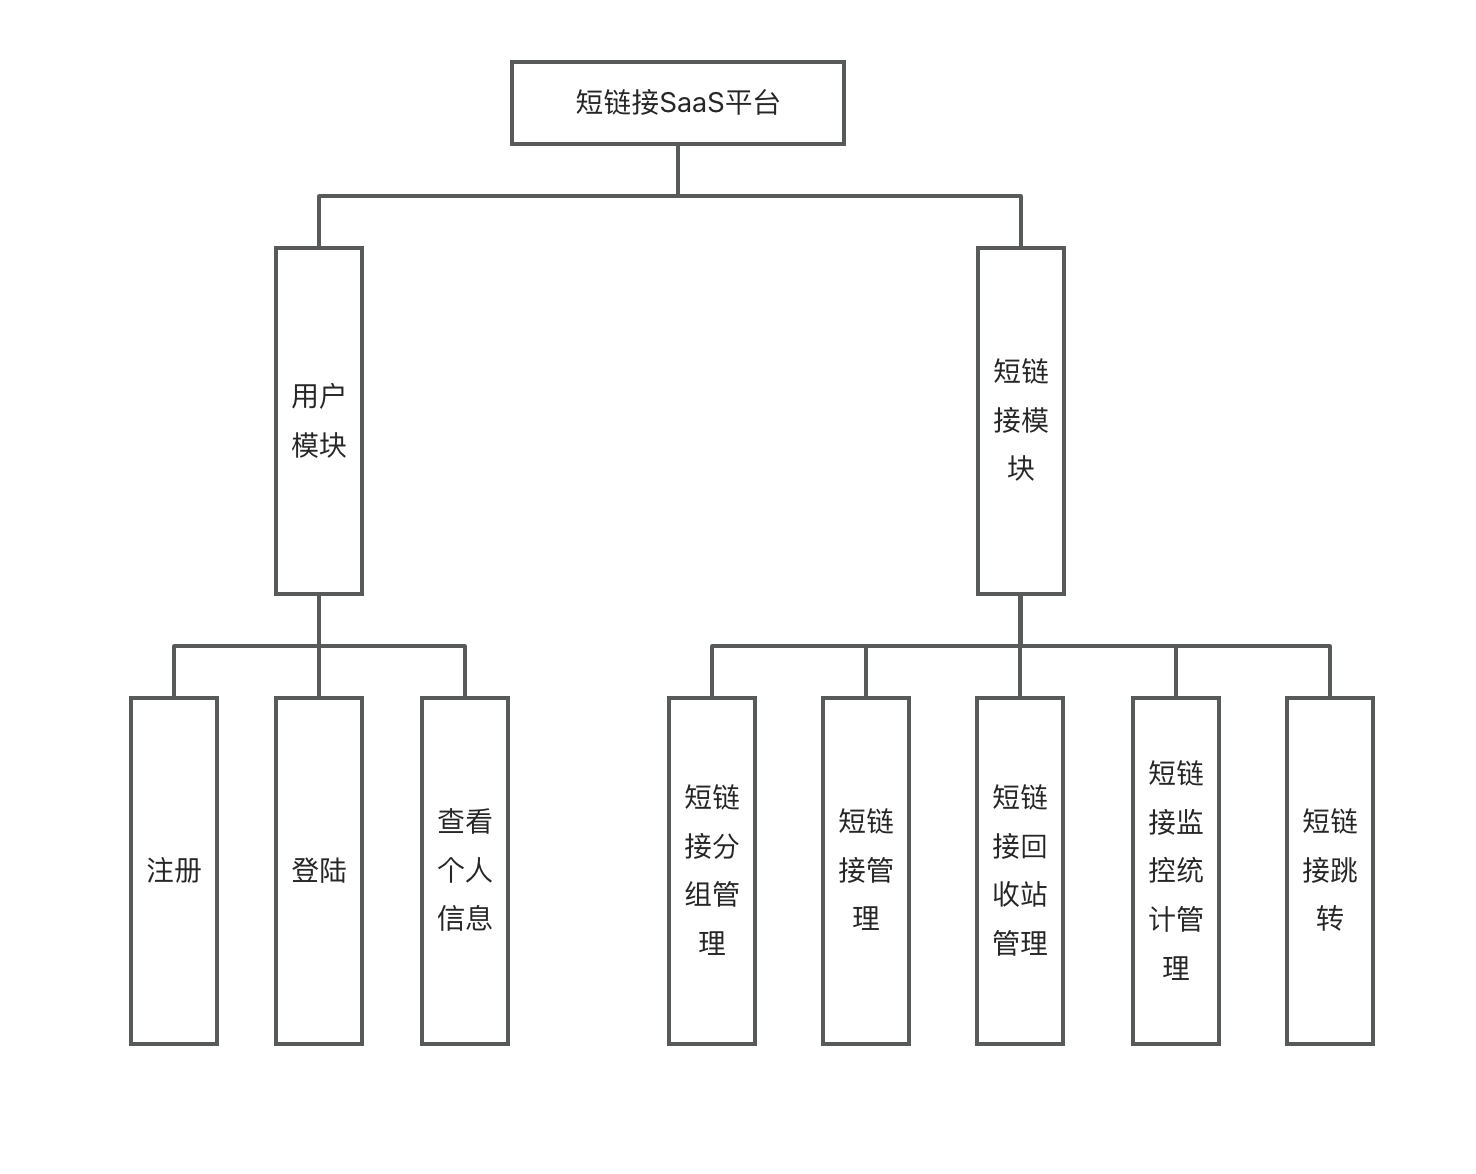 短链接SaaS平台
用户
模块
短链
接模
块
注册
登陆
查看
个人
信息
短链
接分
组管
理
短链
接管
理
短链
接回
收站
管理
短链
接监
控统
计管
理
短链
接跳
转